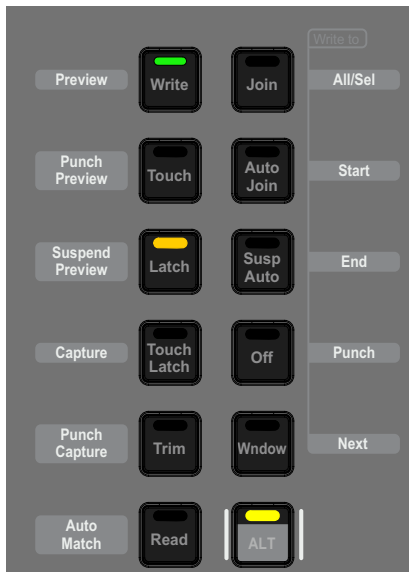 Write to
Preview
Write
Join
All/Sel
Punch
Preview
Touch
Auto
Join
Start
Suspend
Preview
Latch
Susp
Auto
End
Capture
Touch
Latch
Off
Punch
Punch
Capture
Trim
Wndow
Next
Auto
Match
Read
ALT